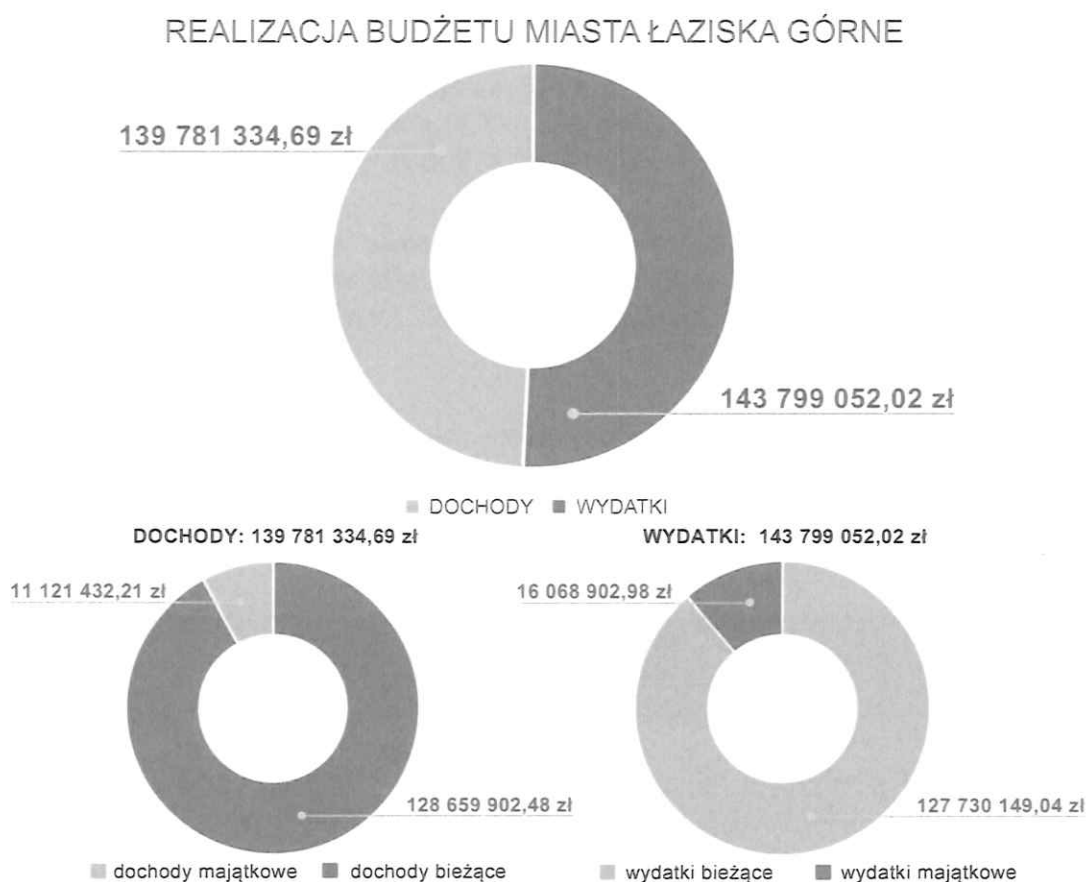 REALIZACJA BUDŻETU MIASTA ŁAZISKA GÓRNE
139 781 334,69 zł
143 799 052,02 zł
DOCHODY WYDATKI
DOCHODY: 139 781 334,69 zł
WYDATKI: 143 799 052,02 zł
11 121 432,21 zł
16 068 902,98 zł
128 659 902,48 zł
127 730 149,04 zł
dochody majątkowe dochody bieżące
wydatki bieżące wydatki majątkowe